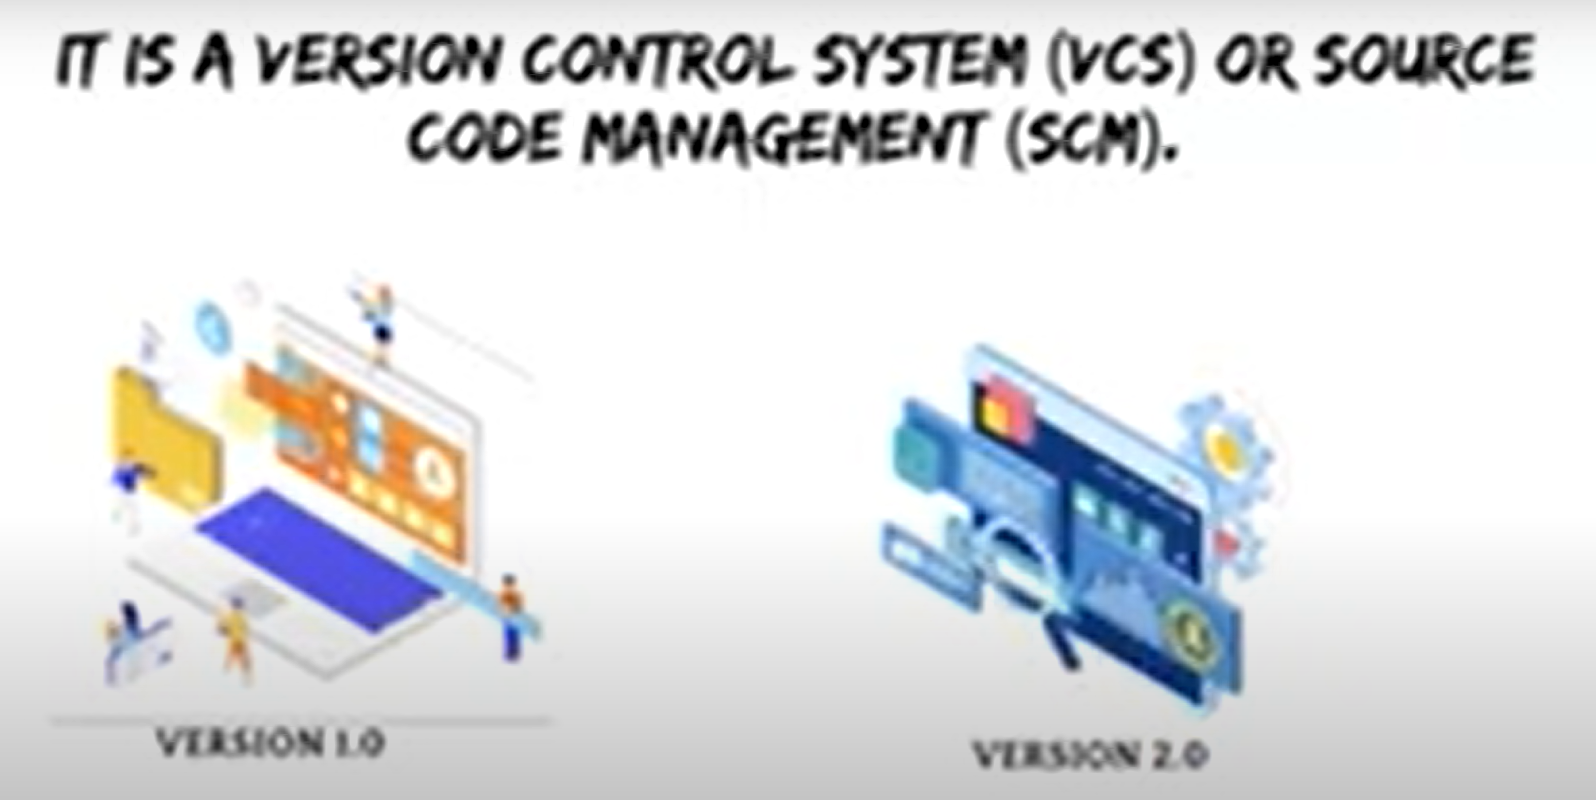 IT IS A VERSION CONTROL SYSTEM (VCS) OR SOURCE
CODE MANAGEMENT (SCM).
VERSION 1.0
VERSION 2.0